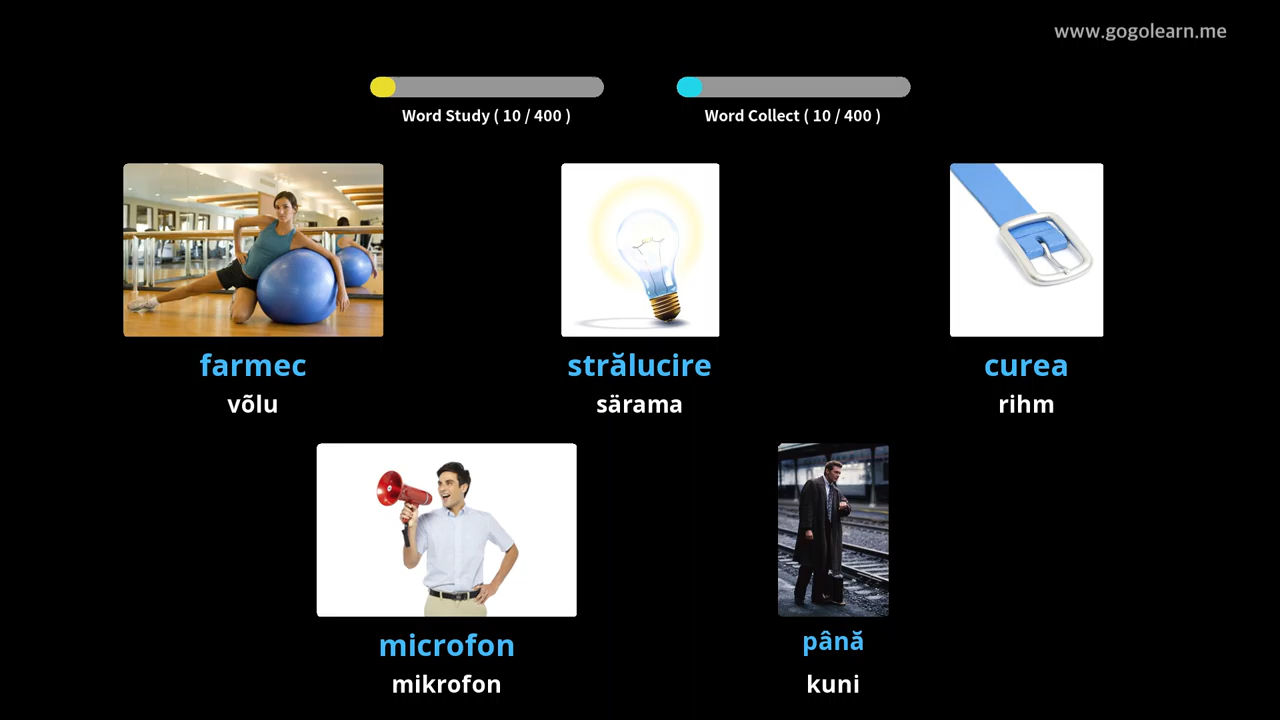 www.gogolearn.me
Word Study ( 10 / 400 )
Word Collect ( 10 / 400 )
farmec
võlu
strălucire
särama
curea
rihm
microfon
mikrofon
până
kuni